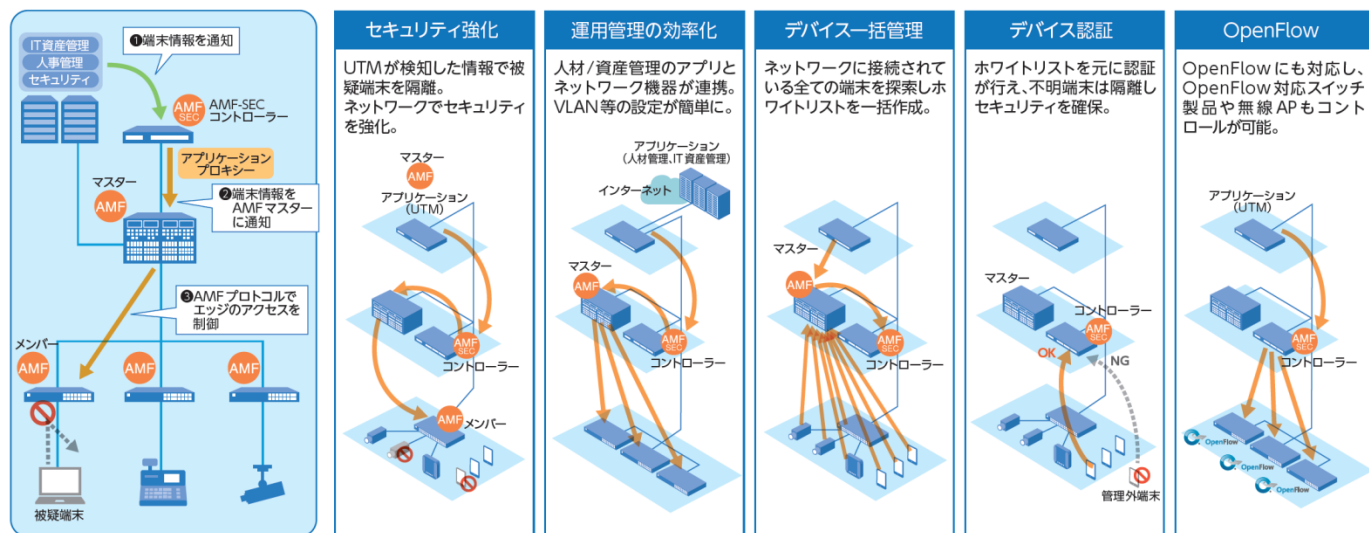 IT資産管理
人事管理
セキュリティ
❶端末情報を通知
AMF
SEC
AMF-SEC
コントローラー
アプリケーション
プロキシー
マスター
AMF
❷端末情報を
AMFマスター
に通知
❸AMFプロトコルで
エッジのアクセスを
制御
メンバー
AMF
AMF
AMF
被疑端末
セキュリティ強化
UTMが検知した情報で被
疑端末を隔離。
ネットワークでセキュリティ
を強化。
マスター
AMF
アプリケーション
(UTM)
AMF
SEC
コントローラー
AMF
メンバー
運用管理の効率化
人材/資産管理のアプリと
ネットワーク機器が連携。
VLAN等の設定が簡単に。
アプリケーション
(人材管理、IT資産管理)
インターネット
マスター
AMF
AMF
SEC
コントローラー
デバイス一括管理
ネットワークに接続されて
いる全ての端末を探索しホ
ワイトリストを一括作成。
マスター
AMF
AMF
SEC
コントローラー
デバイス認証
ホワイトリストを元に認証
が行え、不明端末は隔離し
セキュリティを確保。
マスター
コントローラー
AMF
SEC
OK
NG
管理外端末
OpenFlow
OpenFlowにも対応し、
OpenFlow対応スイッチ
製品や無線APもコント
ロールが可能。
アプリケーション
(UTM)
AMF
SEC
コントローラー
OpenFlow
OpenFlow
OpenFlow